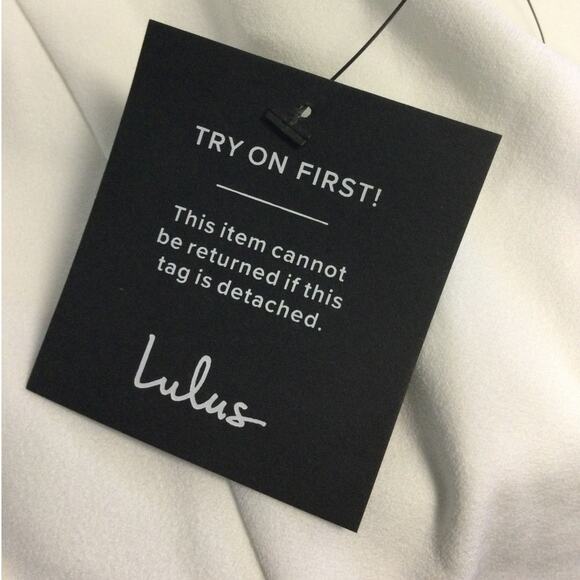 TRY ON FIRST!
This item cannot
be returned if this
tag is detached.
Lulus